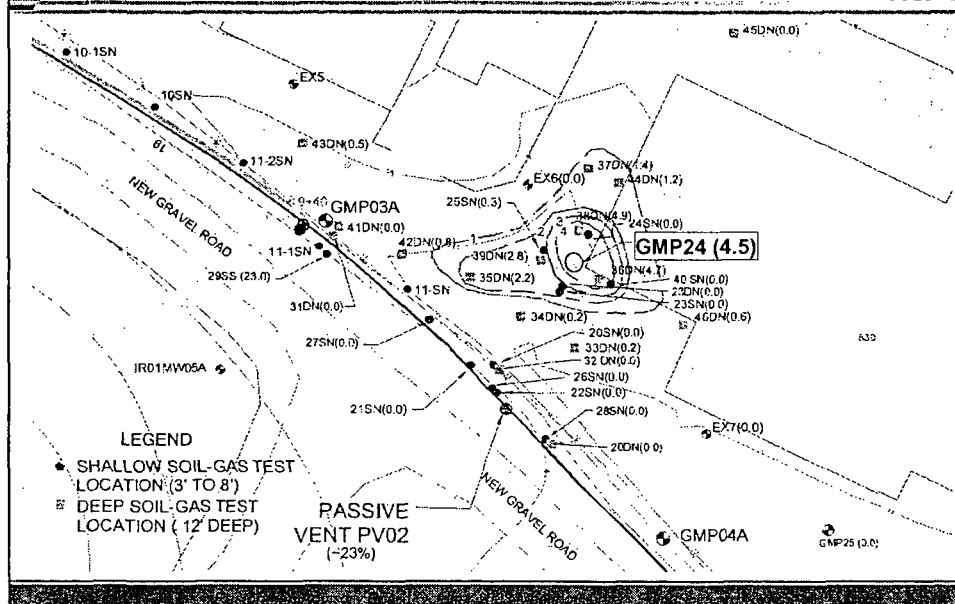 45DN(0.0)
10-1SN
EX5
10SN
43DN(0.5)
11-2SN
37DN(4.4)
EX6(0.0)
44DN(1.2)
25SN(0.3)
38DN(4.9)
24SN(0.0)
GMP03A
41DN(0.0)
1
2
3
4
GMP24 (4.5)
NEW GRAVEL ROAD
11-1SN
42DN(0.8)
39DN(2.8)
29SS (23.0)
35DN(2.2)
40 SN(0.0)
23SN(0.0)
31DN(0.0)
11-SN
34DN(0.2)
46DN(0.6)
27SN(0.0)
20SN(0.0)
33DN(0.2)
32 DN(0.0)
IR01MW05A
26SN(0.0)
21SN(0.0)
22SN(0.0)
28SN(0.0)
EX7(0.0)
20DN(0.0)
LEGEND
SHALLOW SOIL-GAS TEST
LOCATION (3' TO 8')
DEEP SOIL-GAS TEST
LOCATION ( 12' DEEP)
PASSIVE
VENT PV02
(~23%)
NEW GRAVEL ROAD
GMP04A
GMP25 (0.0)